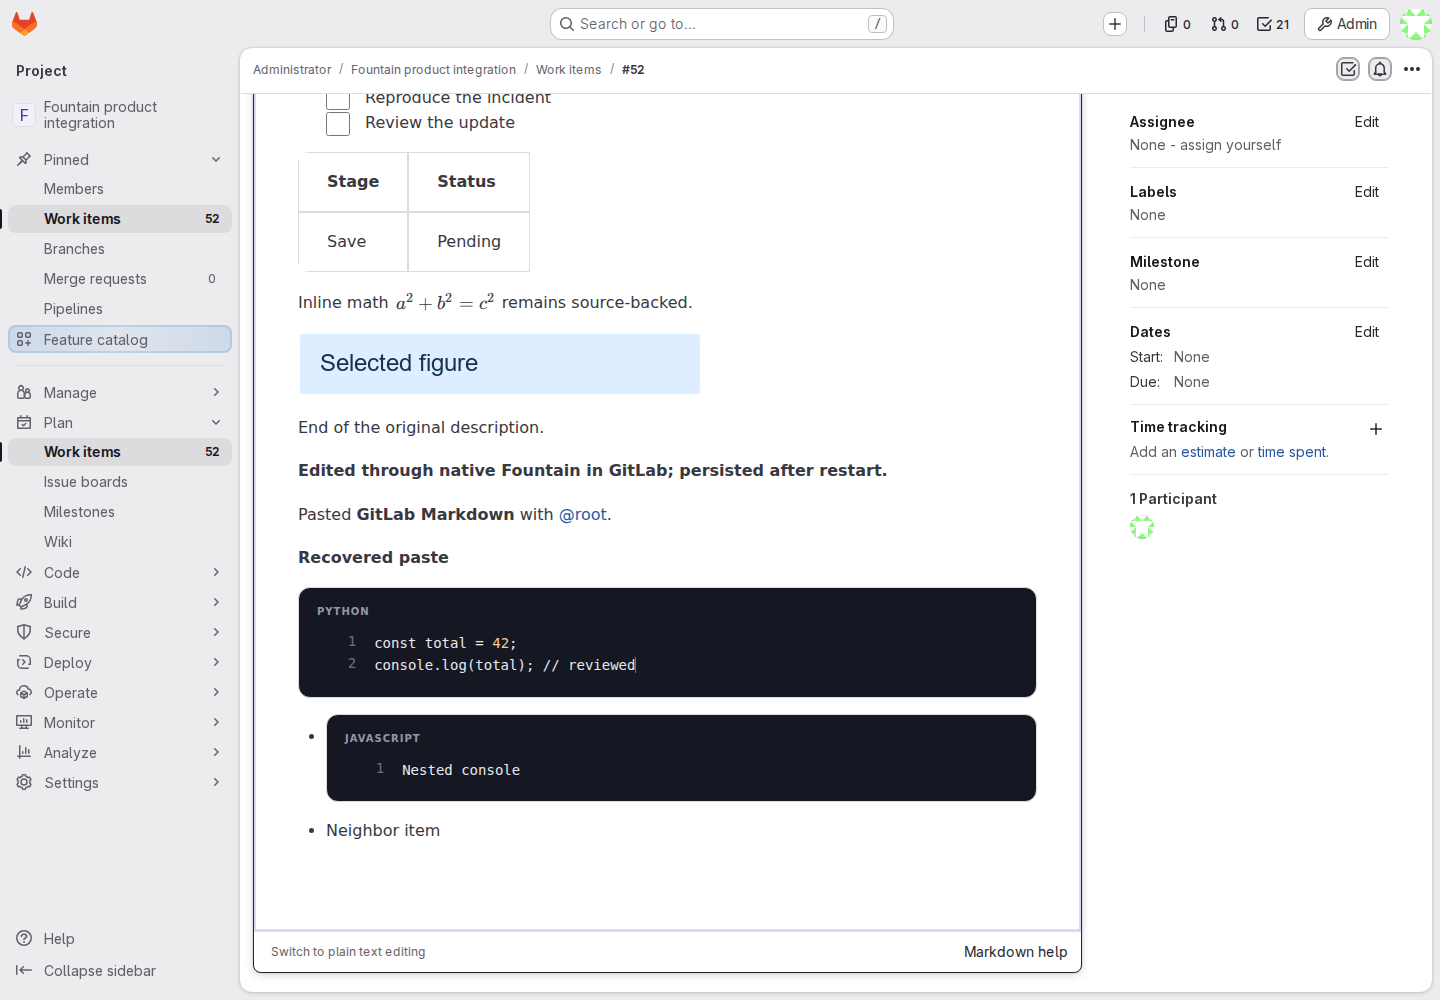 Search or go to...
/
0
0
21
Admin
Project
F
Fountain product integration
Pinned
Members
Work items
52
Branches
Merge requests
0
Pipelines
Feature catalog
Manage
Plan
Work items
52
Issue boards
Milestones
Wiki
Code
Build
Secure
Deploy
Operate
Monitor
Analyze
Settings
Help
Collapse sidebar
Administrator / Fountain product integration / Work items / #52
Reproduce the incident
Review the update
Stage Status
Save Pending
Inline math a² + b² = c² remains source-backed.
Selected figure
End of the original description.
Edited through native Fountain in GitLab; persisted after restart.
Pasted GitLab Markdown with @root.
Recovered paste
PYTHON
1 const total = 42;
2 console.log(total); // reviewed
JAVASCRIPT
1 Nested console
Neighbor item
Switch to plain text editing
Markdown help
Assignee Edit
None - assign yourself
Labels Edit
None
Milestone Edit
None
Dates Edit
Start: None
Due: None
Time tracking
Add an estimate or time spent.
1 Participant